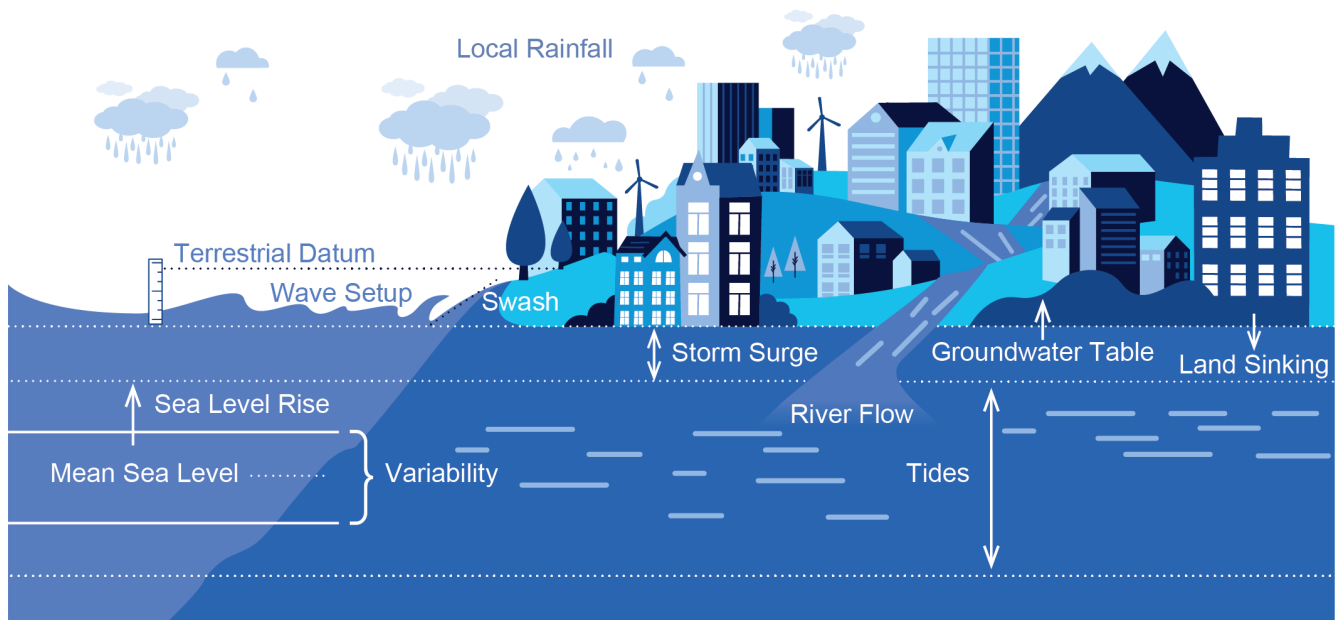 Local Rainfall
Terrestrial Datum
Wave Setup
Swash
Storm Surge
Groundwater Table
Land Sinking
Sea Level Rise
River Flow
Mean Sea Level
Variability
Tides